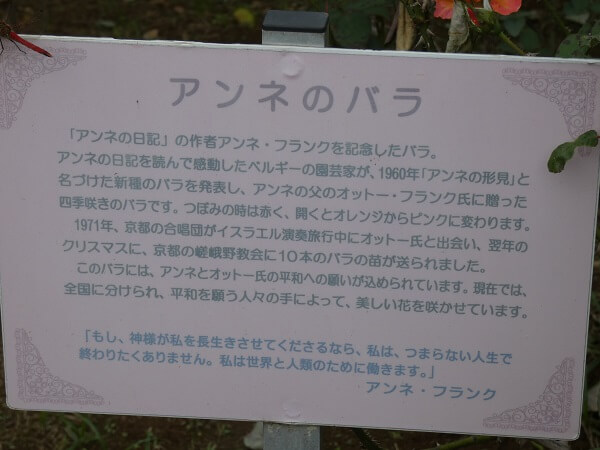 アンネのバラ
「アンネの日記」の作者アンネ・フランクを記念したバラ。
アンネの日記を読んで感動したベルギーの園芸家が、1960年「アンネの形見」と
名づけた新種のバラを発表し、アンネの父のオットー・フランク氏に贈った
四季咲きのバラです。つぼみの時は赤く、開くとオレンジからピンクに変わります。
1971年、京都の合唱団がイスラエル演奏旅行中にオットー氏と出会い、翌年の
クリスマスに、京都の嵯峨野教会に10本のバラの苗が送られました。
このバラには、アンネとオットー氏の平和への願いが込められています。現在では、
全国に分けられ、平和を願う人々の手によって、美しい花を咲かせています。
「もし、神様が私を長生きさせてくださるなら、私は、つまらない人生で
終わりたくありません。私は世界と人類のために働きます。」
アンネ・フランク